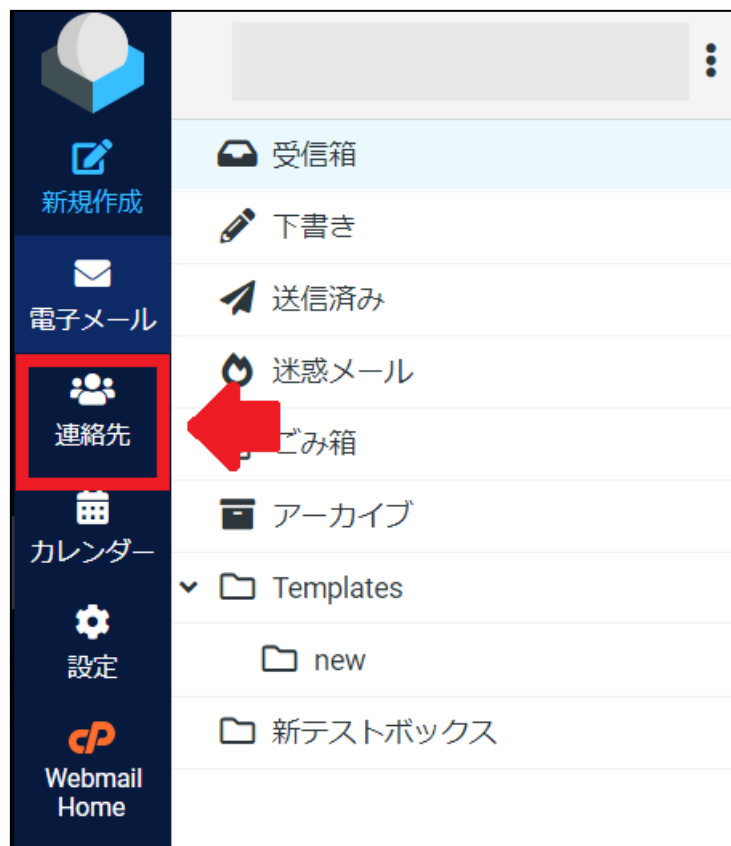 新規作成
電子メール
連絡先
カレンダー
設定
cP
Webmail
Home
受信箱
下書き
送信済み
迷惑メール
ごみ箱
アーカイブ
Templates
new
新テストボックス